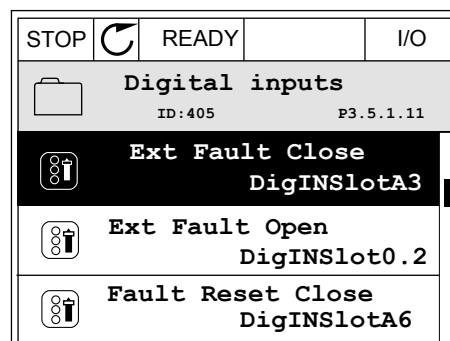 STOP READY I/O
Digital inputs
ID:405 P3.5.1.11
Ext Fault Close
DigINSlotA3
Ext Fault Open
DigINSlot0.2
Fault Reset Close
DigINSlotA6